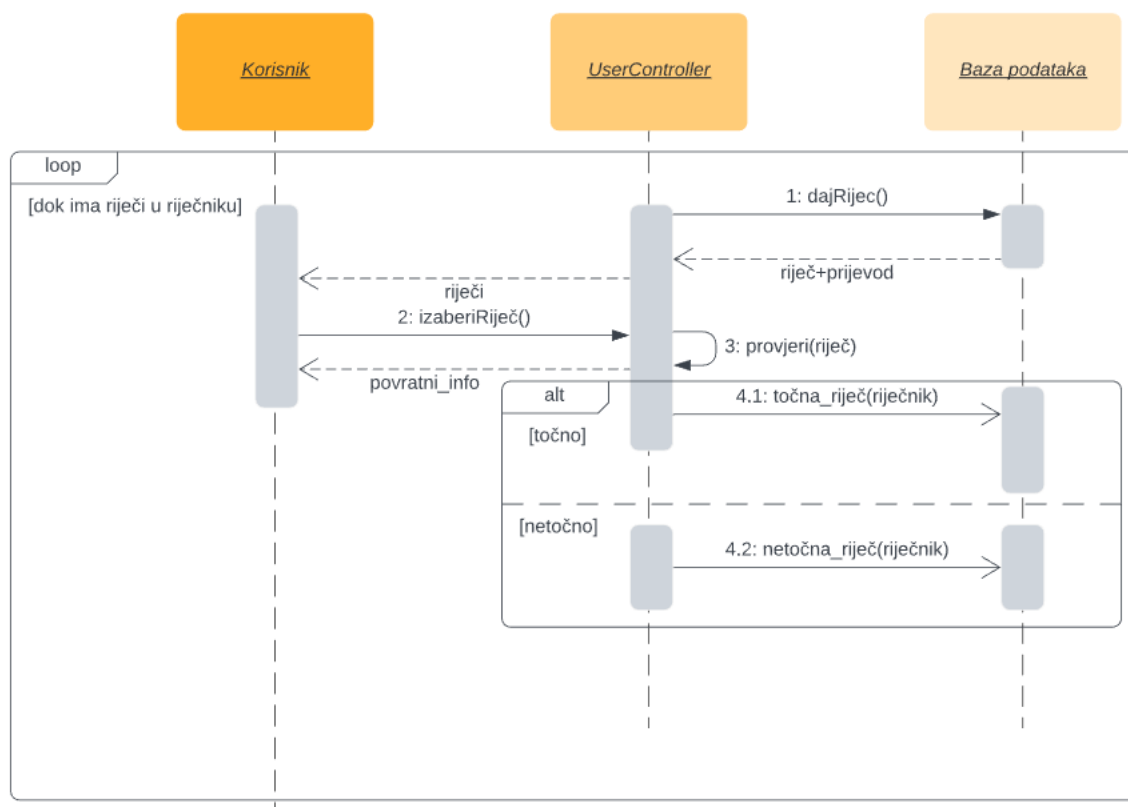 Korisnik
UserController
Baza podataka
loop
[dok ima riječi u riječniku]
1: dajRijec()
riječ+prijevod
riječi
2: izaberiRiječ()
3: provjeri(riječ)
povratni_info
alt
4.1: točna_riječ(riječnik)
[točno]
[netočno]
4.2: netočna_riječ(riječnik)